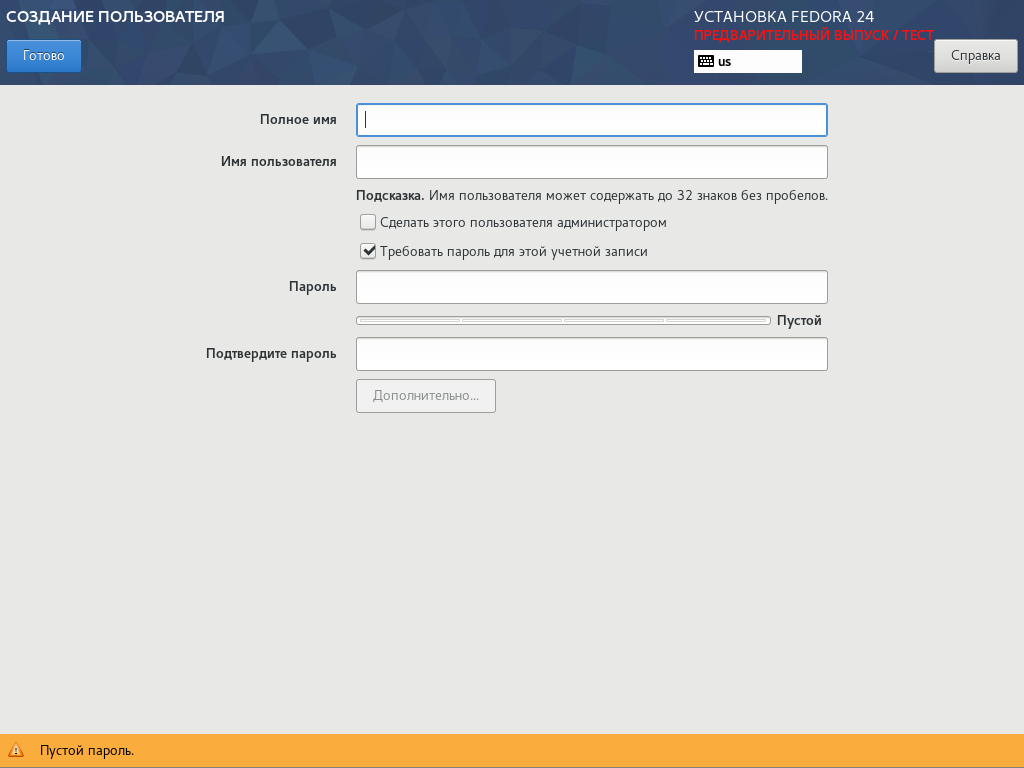 СОЗДАНИЕ ПОЛЬЗОВАТЕЛЯ
УСТАНОВКА FEDORA 24
ПРЕДВАРИТЕЛЬНЫЙ ВЫПУСК / ТЕСТ
Готово
us
Справка
Полное имя
Имя пользователя
Подсказка. Имя пользователя может содержать до 32 знаков без пробелов.
Сделать этого пользователя администратором
Требовать пароль для этой учетной записи
Пароль
Пустой
Подтвердите пароль
Дополнительно...
Пустой пароль.